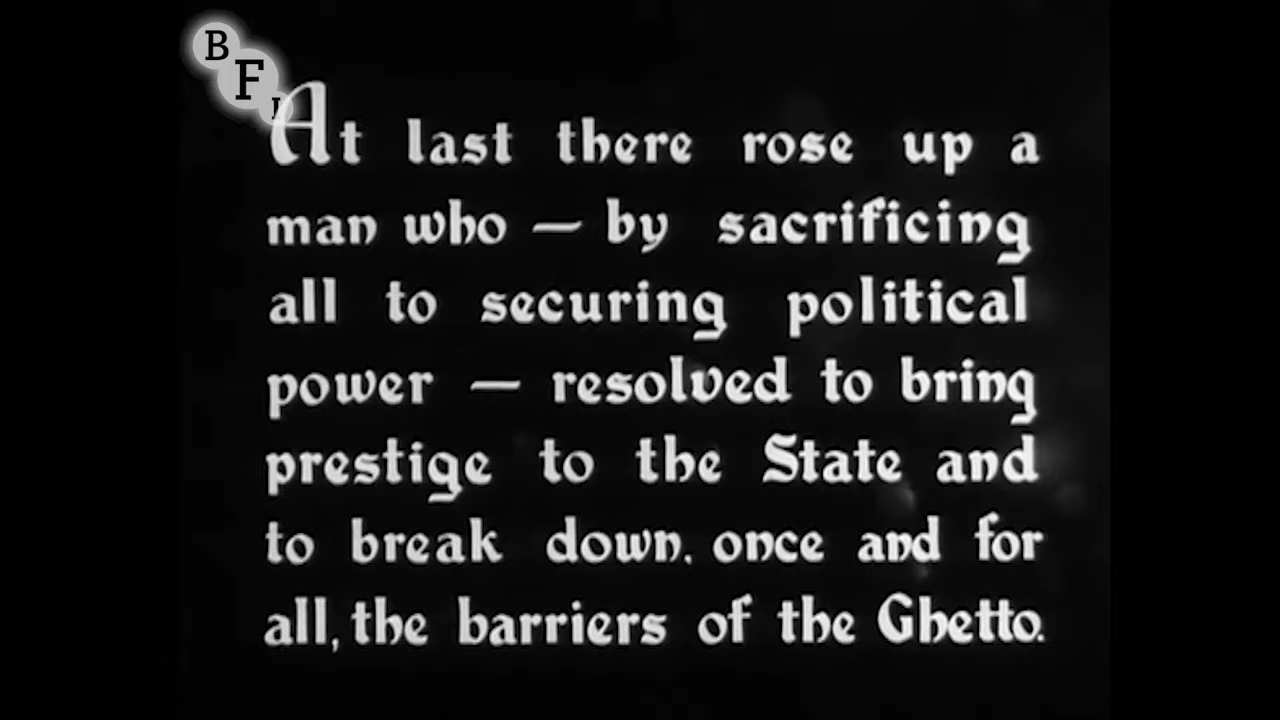 BFI
At last there rose up a
man who — by sacrificing
all to securing political
power — resolved to bring
prestige to the State and
to break down, once and for
all, the barriers of the Ghetto.